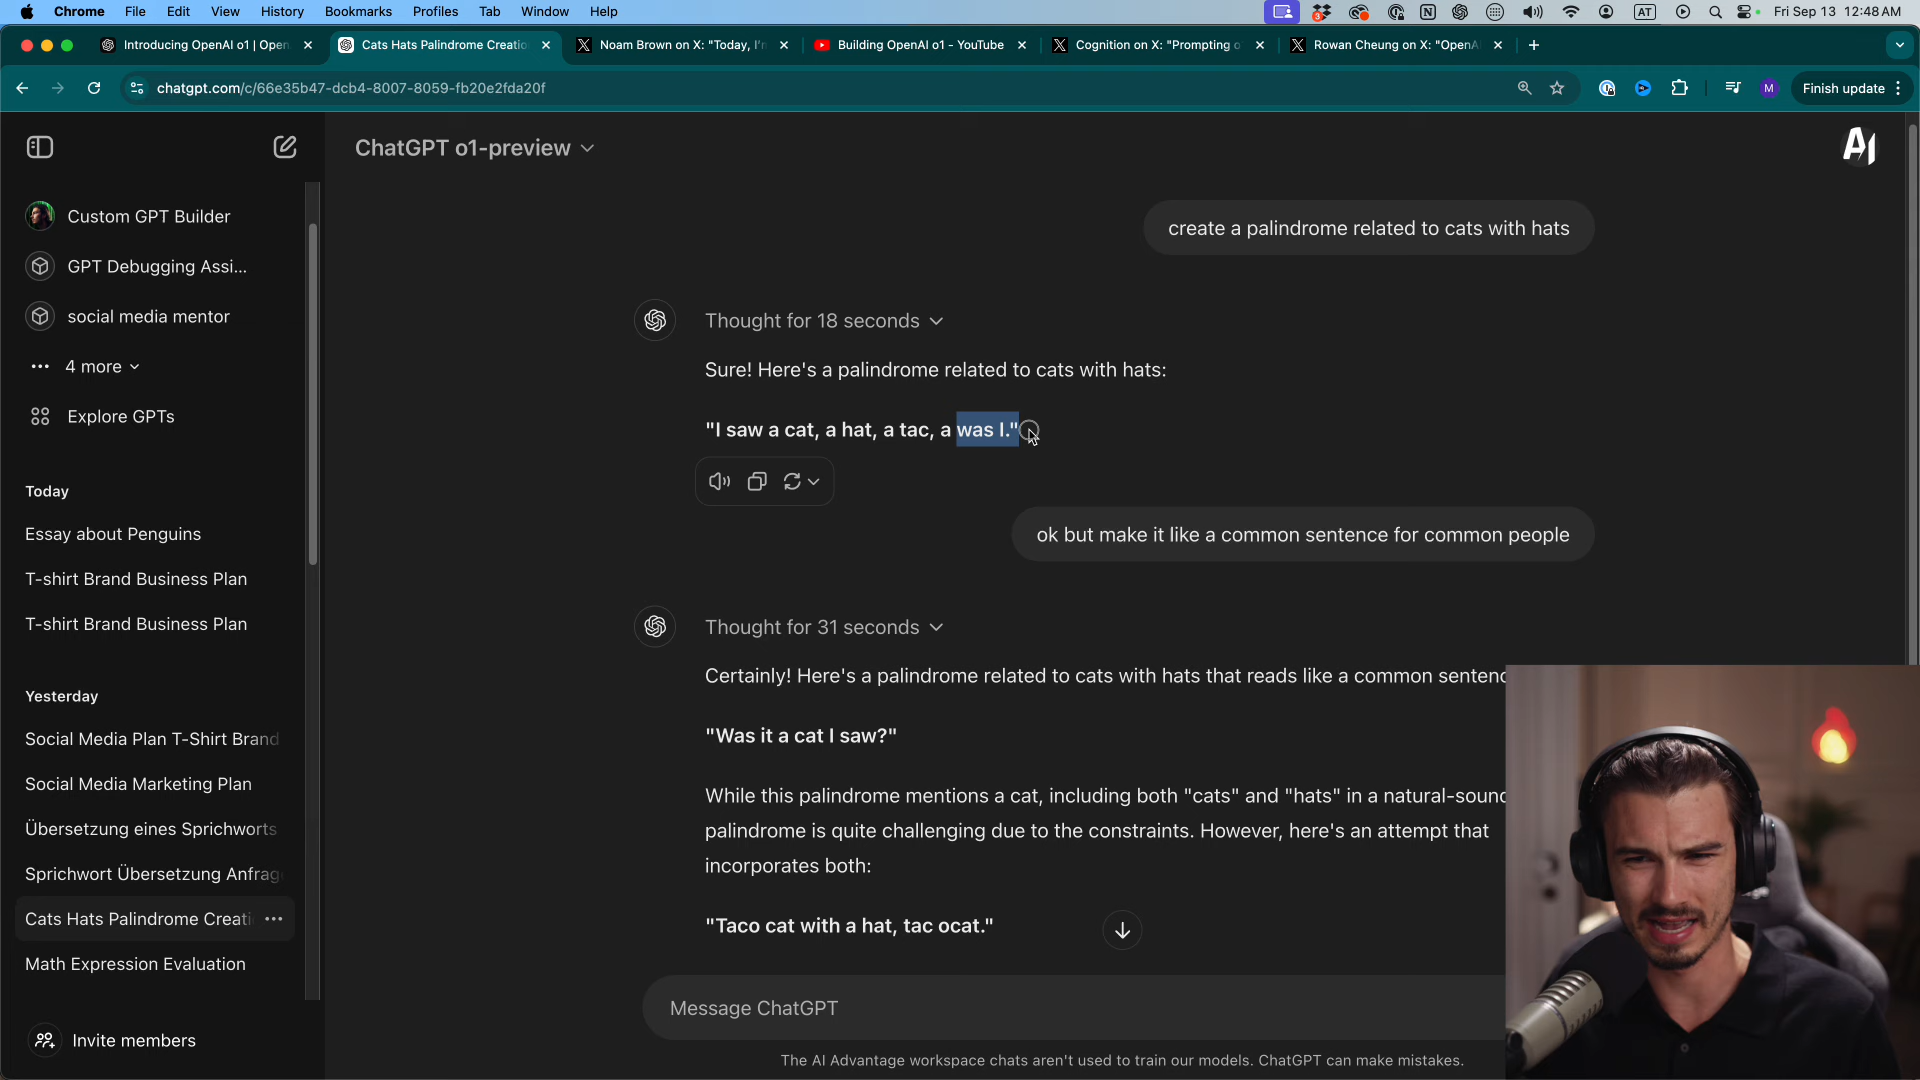 Chrome File Edit View History Bookmarks Profiles Tab Window Help
3 AT Fri Sep 13 12:48 AM
Introducing OpenAI o1 | Open
Cats Hats Palindrome Creatio
Noam Brown on X: "Today, I'm
Building OpenAI o1 - YouTube
Cognition on X: "Prompting o
Rowan Cheung on X: "OpenA
chatgpt.com/c/66e35b47-dcb4-8007-8059-fb20e2fda20f
M
Finish update
ChatGPT o1-preview
AI
Custom GPT Builder
GPT Debugging Assi...
social media mentor
4 more
Explore GPTs
Today
Essay about Penguins
T-shirt Brand Business Plan
T-shirt Brand Business Plan
Yesterday
Social Media Plan T-Shirt Brand
Social Media Marketing Plan
Übersetzung eines Sprichworts
Sprichwort Übersetzung Anfrage
Cats Hats Palindrome Creati
Math Expression Evaluation
Invite members
create a palindrome related to cats with hats
Thought for 18 seconds
Sure! Here's a palindrome related to cats with hats:
"I saw a cat, a hat, a tac, a was I."
ok but make it like a common sentence for common people
Thought for 31 seconds
Certainly! Here's a palindrome related to cats with hats that reads like a common sentenc
"Was it a cat I saw?"
While this palindrome mentions a cat, including both "cats" and "hats" in a natural-sound
palindrome is quite challenging due to the constraints. However, here's an attempt that
incorporates both:
"Taco cat with a hat, tac ocat."
Message ChatGPT
The AI Advantage workspace chats aren't used to train our models. ChatGPT can make mistakes.